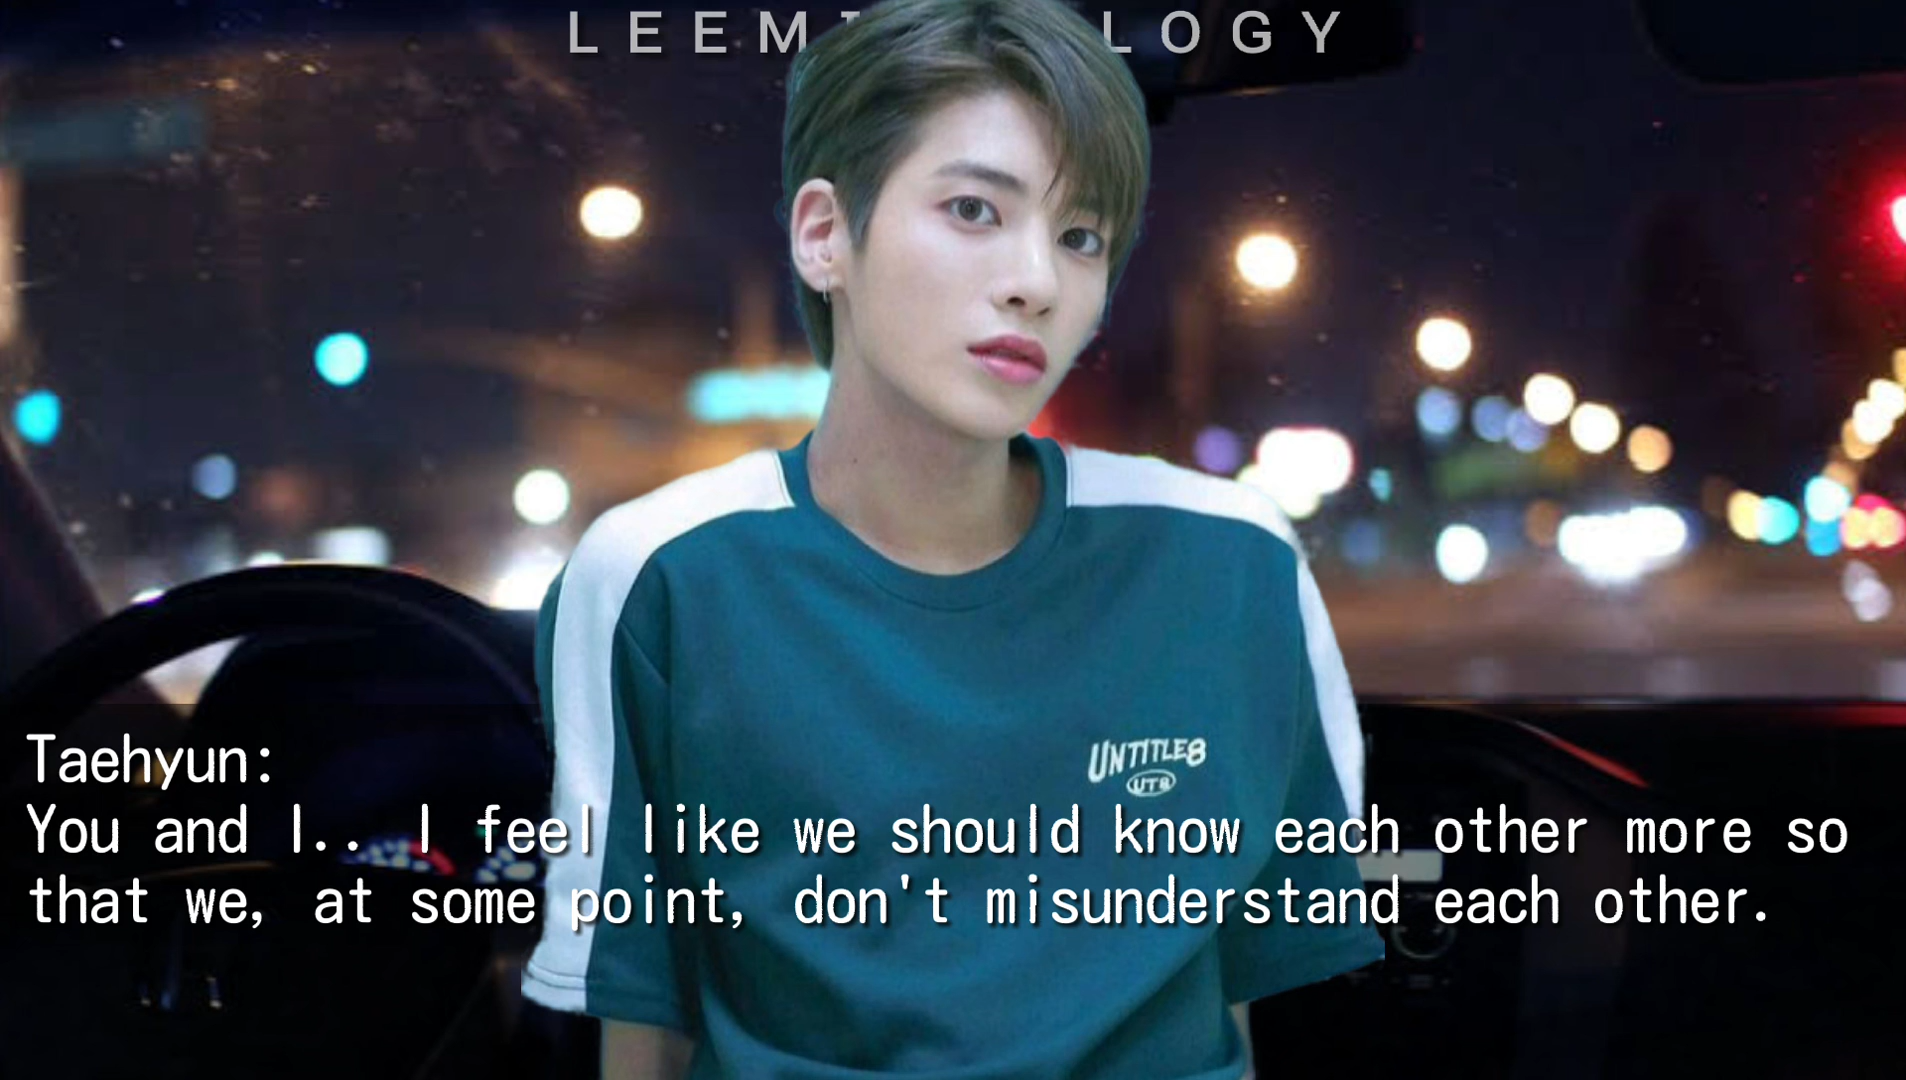 UNTITLE8
UT8
Taehyun:
You and I.. I feel like we should know each other more so
that we, at some point, don't misunderstand each other.